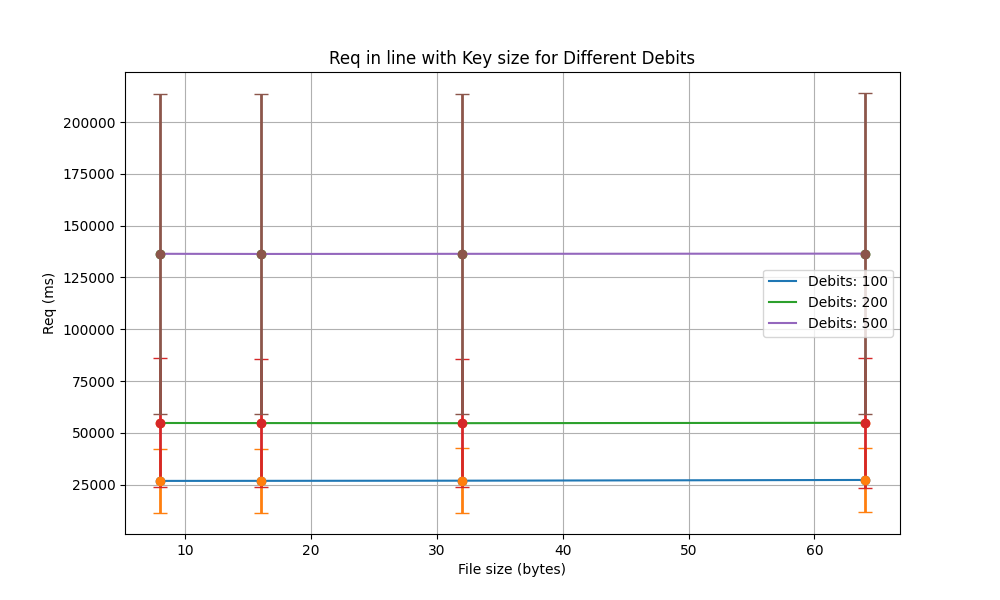 Req in line with Key size for Different Debits
Req (ms)
200000
175000
150000
125000
100000
75000
50000
25000
Debits: 100
Debits: 200
Debits: 500
10 20 30 40 50 60
File size (bytes)